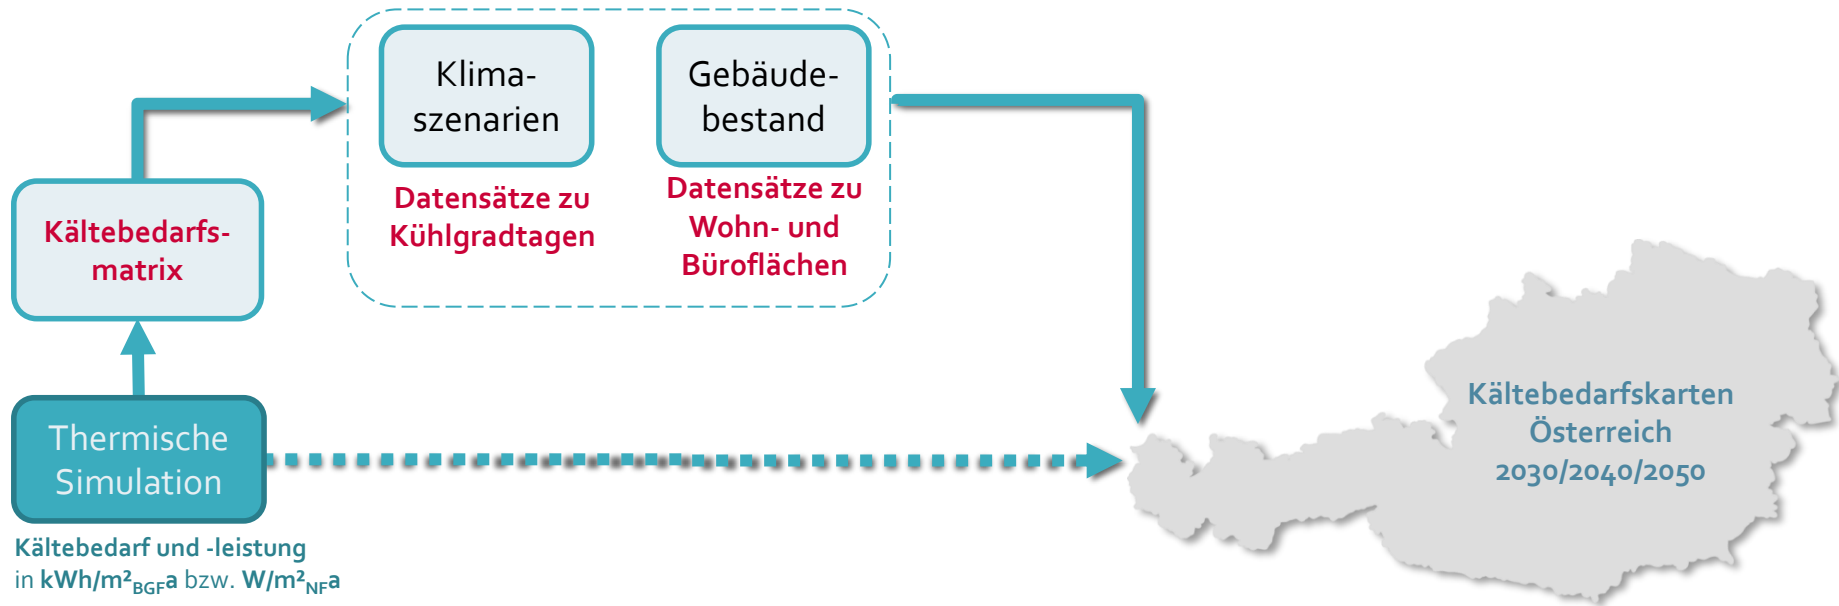 Klima-
szenarien
Gebäude-
bestand
Datensätze zu
Kühlgradtagen
Datensätze zu
Wohn- und
Büroflächen
Kältebedarfs-
matrix
Thermische
Simulation
Kältebedarf und -leistung
in kWh/m²BGFa bzw. W/m²NFa
Kältebedarfskarten
Österreich
2030/2040/2050